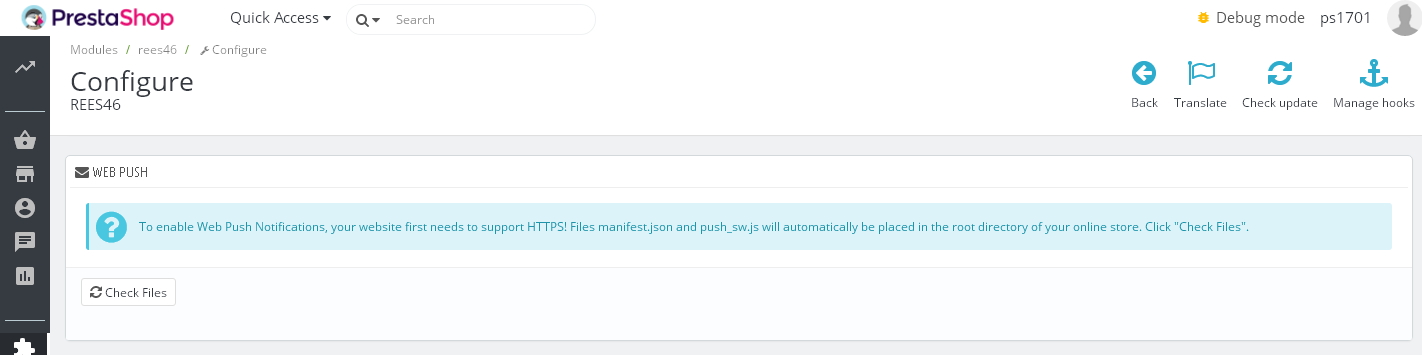 PrestaShop
Quick Access
Search
Debug mode
ps1701
Modules / rees46 / Configure
Configure
REES46
Back
Translate
Check update
Manage hooks
WEB PUSH
To enable Web Push Notifications, your website first needs to support HTTPS! Files manifest.json and push_sw.js will automatically be placed in the root directory of your online store. Click "Check Files".
Check Files